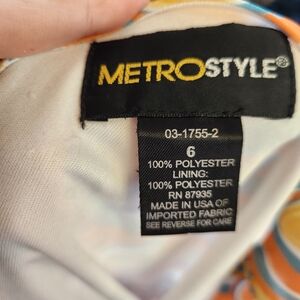 METROSTYLE®
03-1755-2
6
100% POLYESTER
LINING:
100% POLYESTER
RN 87935
MADE IN USA OF
IMPORTED FABRIC
SEE REVERSE FOR CARE